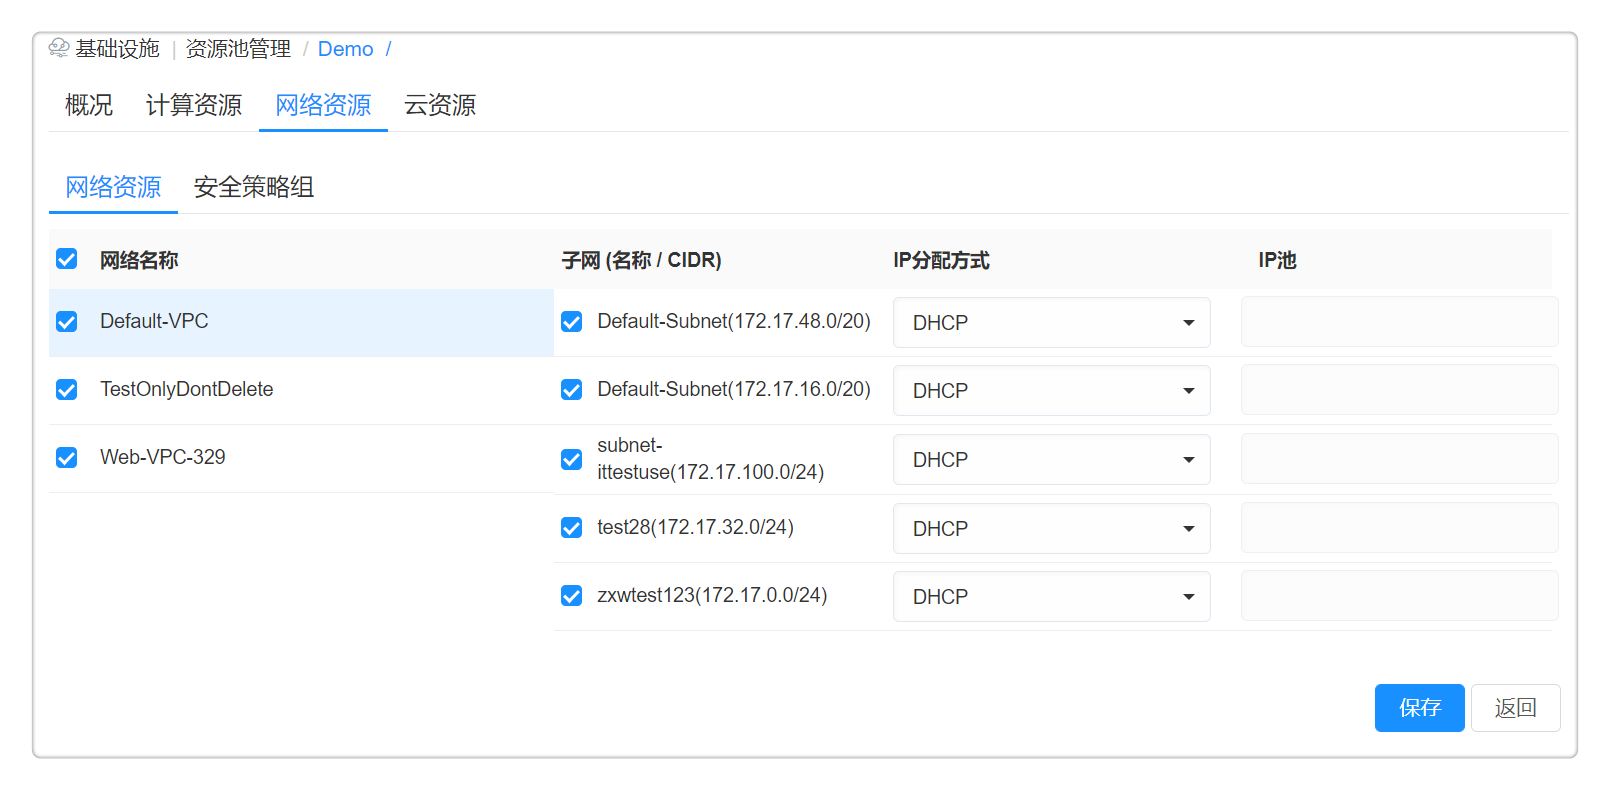 基础设施 | 资源池管理 / Demo /
概况 计算资源 网络资源 云资源
网络资源 安全策略组
网络名称 子网 (名称 / CIDR) IP分配方式 IP池
Default-VPC Default-Subnet(172.17.48.0/20) DHCP
TestOnlyDontDelete Default-Subnet(172.17.16.0/20) DHCP
Web-VPC-329 subnet-
ittestuse(172.17.100.0/24) DHCP
test28(172.17.32.0/24) DHCP
zxwtest123(172.17.0.0/24) DHCP
保存 返回